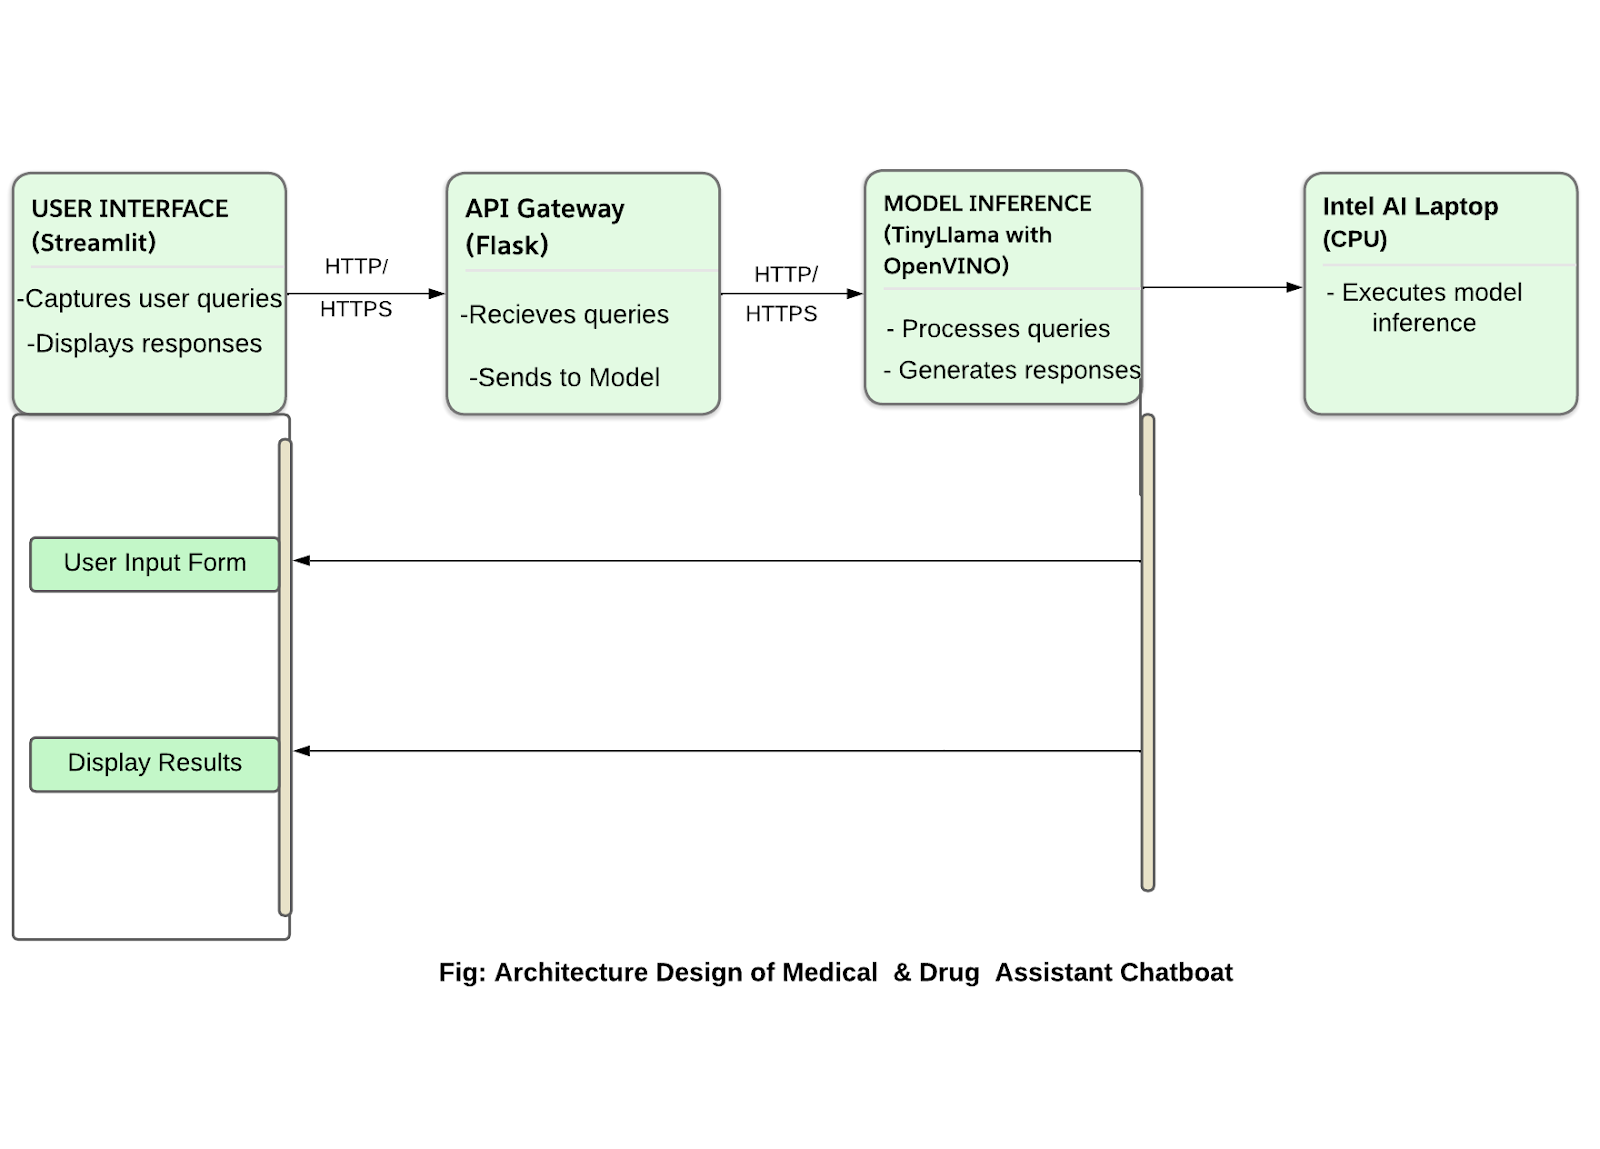 USER INTERFACE
(Streamlit)
-Captures user queries
-Displays responses
HTTP/
HTTPS
API Gateway
(Flask)
-Recieves queries
-Sends to Model
HTTP/
HTTPS
MODEL INFERENCE
(TinyLlama with
OpenVINO)
- Processes queries
- Generates responses
Intel AI Laptop
(CPU)
- Executes model
inference
User Input Form
Display Results
Fig: Architecture Design of Medical & Drug Assistant Chatboat